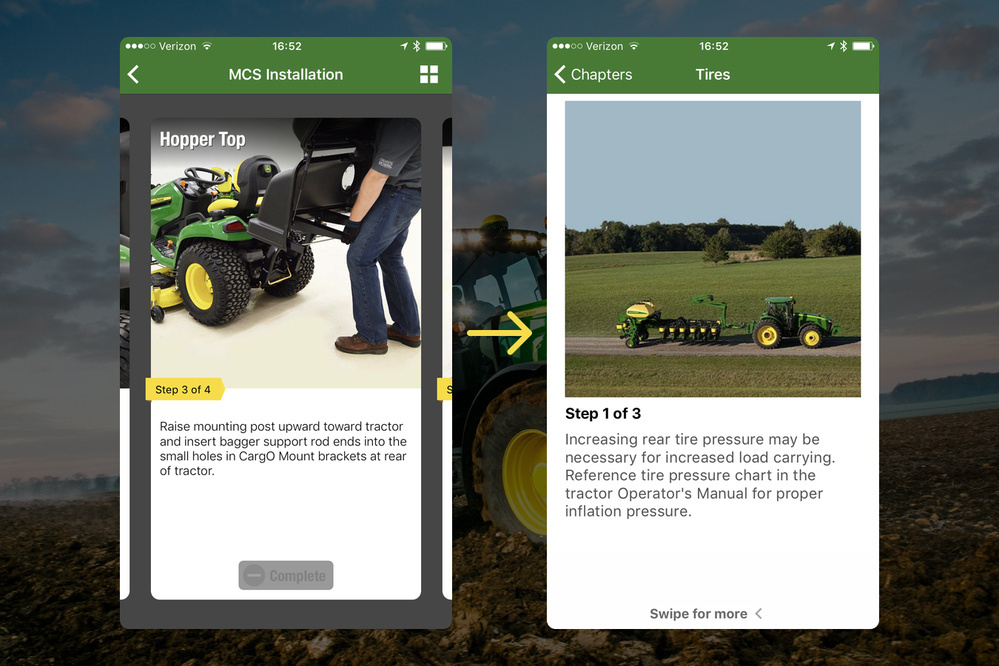 Verizon
16:52
MCS Installation
Hopper Top
Step 3 of 4
S
Raise mounting post upward toward tractor
and insert bagger support rod ends into the
small holes in CargO Mount brackets at rear
of tractor.
Complete
Verizon
16:52
Chapters
Tires
Step 1 of 3
Increasing rear tire pressure may be
necessary for increased load carrying.
Reference tire pressure chart in the
tractor Operator's Manual for proper
inflation pressure.
Swipe for more